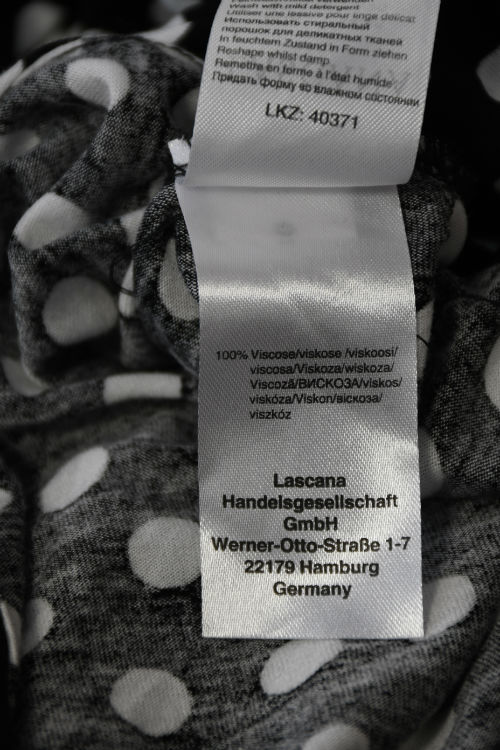 Wash with mild detergent
Utiliser une lessive pour linge délicat
Использовать стиральный
порошок для деликатных тканей
In feuchtem Zustand in Form ziehen
Reshape whilst damp
Remettre en forme à l'état humide
Придать форму во влажном состоянии
LKZ: 40371
100% Viscose/viskose /viskoosi/
viscosa/Viskoza/wiskoza/
Viscoză/ВИСКОЗА/viskos/
viskóza/Viskon/віскоза/
viszkóz
Lascana
Handelsgesellschaft
GmbH
Werner-Otto-Straße 1-7
22179 Hamburg
Germany